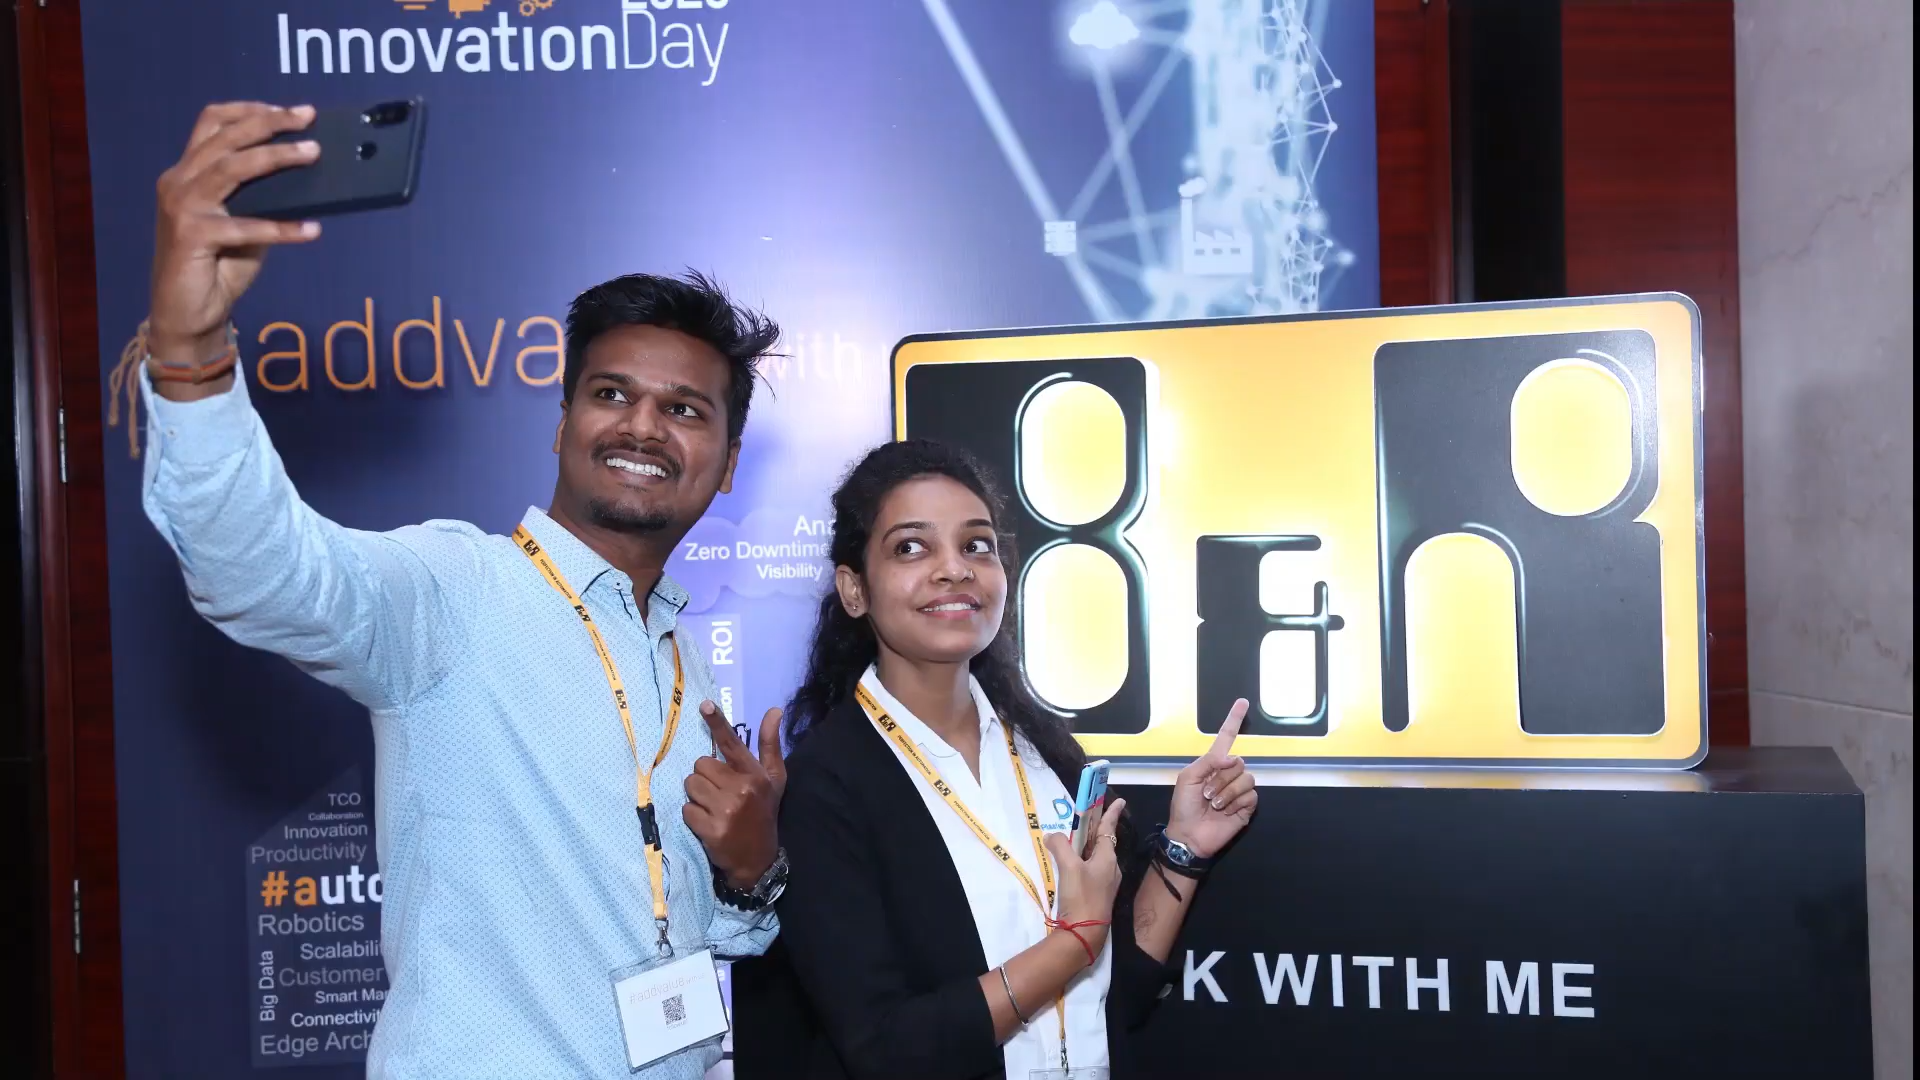 InnovationDay
addva
with
B&R
Ana
Zero Downtime
Visibility
ROI
TCO
Collaboration
Innovation
Productivity
#auto
Robotics
Scalabili
Customer
Big Data
Smart Ma
Connectivit
Edge Arch
#addvalue
K WITH ME